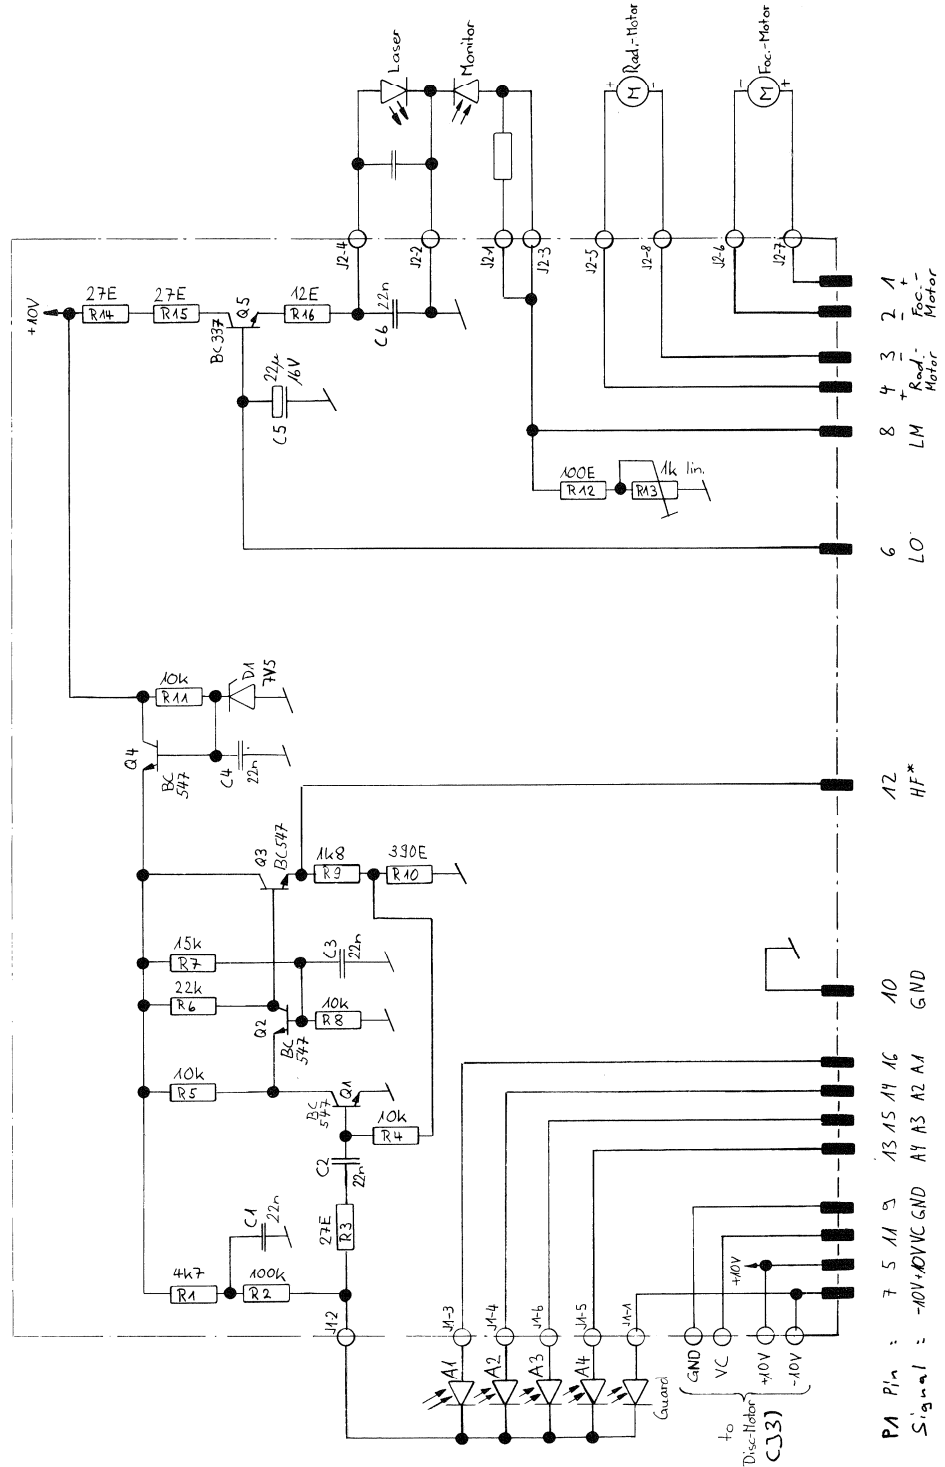 +10V
27E
R14
27E
R15
Q5
BC337
12E
R16
22n
C6
22µ
16V
C5
J2-4
J2-2
J2-1
J2-3
J2-5
J2-8
J2-6
J2-7
Laser
Monitor
+
M
-
Rad.-Motor
-
M
+
Foc.-Motor
100E
R12
1k lin.
R13
10k
R11
D1
7V5
Q4
BC
547
C4
22n
Q3
BC547
1k8
R9
390E
R10
15k
R7
C3
22n
22k
R6
Q2
BC
547
10k
R8
10k
R5
BC
547
Q1
10k
R4
C2
22n
27E
R3
C1
22n
4k7
R1
100k
R2
J1-2
J1-3
J1-4
J1-6
J1-5
J1-1
A1
A2
A3
A4
Guard
GND
VC
+10V
-10V
+10V
to
Disc-Motor
(J3)
P1 Pin : 7 5 11 9 13 15 14 16 10 12 6 8 4 3 2 1
Signal : -10V +10V VC GND A4 A3 A2 A1 GND HF* LO LM + Rad.- - Motor - Foc.- + Motor